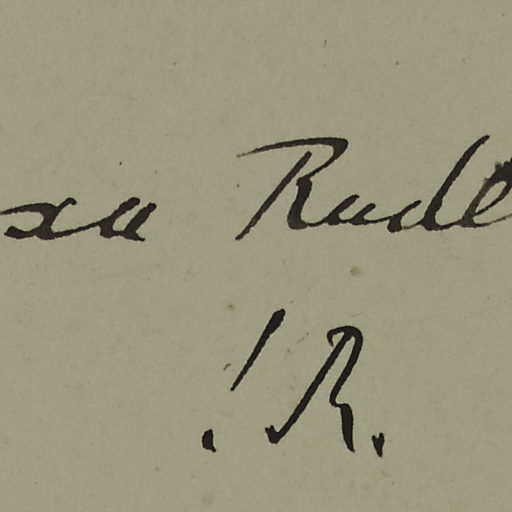 xa Rudl
! R.